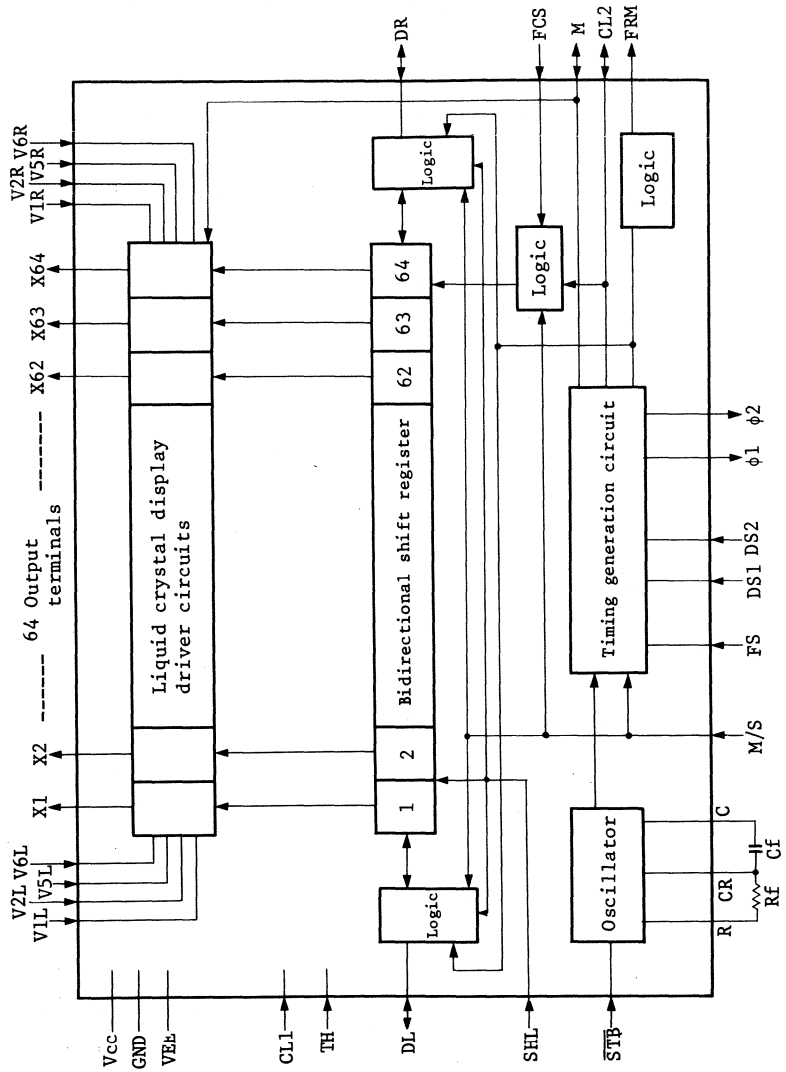 V1L V2L V5L V6L
X1
X2
------ 64 Output -------
terminals
X62
X63
X64
V1R V2R V5R V6R
Vcc
GND
VEE
CL1
TH
DL
SHL
STB
Liquid crystal display
driver circuits
1
2
Bidirectional shift register
62
63
64
Logic
Logic
Logic
Logic
Oscillator
Timing generation circuit
DR
FCS
M
CL2
FRM
R
CR
C
Rf
Cf
M/S
FS
DS1
DS2
φ1
φ2